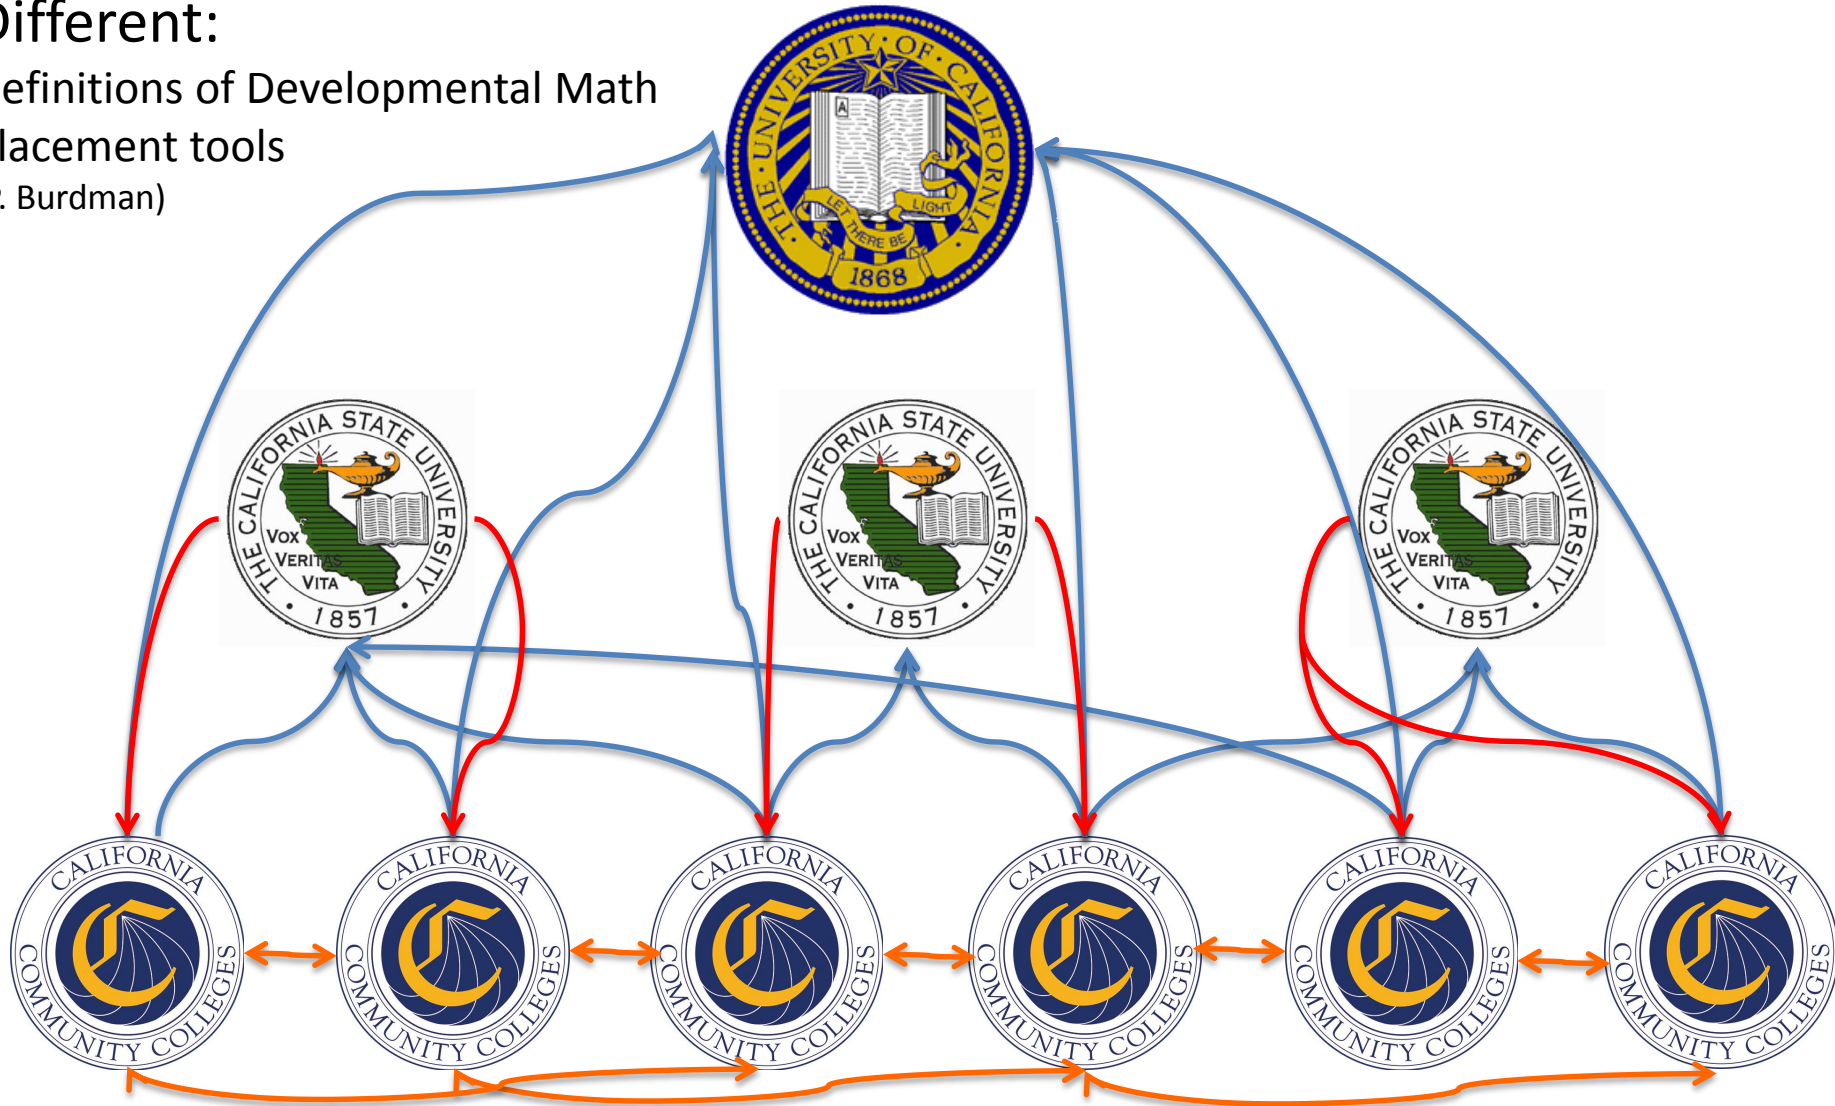 Different:
efinitions of Developmental Math
lacement tools
. Burdman)
THE · UNIVERSITY · OF · CALIFORNIA ·
A
LET THERE BE LIGHT
1868
THE CALIFORNIA STATE UNIVERSITY
VOX
VERITAS
VITA
• 1857 •
THE CALIFORNIA STATE UNIVERSITY
VOX
VERITAS
VITA
• 1857 •
THE CALIFORNIA STATE UNIVERSITY
VOX
VERITAS
VITA
• 1857 •
CALIFORNIA
C
COMMUNITY COLLEGES
CALIFORNIA
C
COMMUNITY COLLEGES
CALIFORNIA
C
COMMUNITY COLLEGES
CALIFORNIA
C
COMMUNITY COLLEGES
CALIFORNIA
C
COMMUNITY COLLEGES
CALIFORNIA
C
COMMUNITY COLLEGES